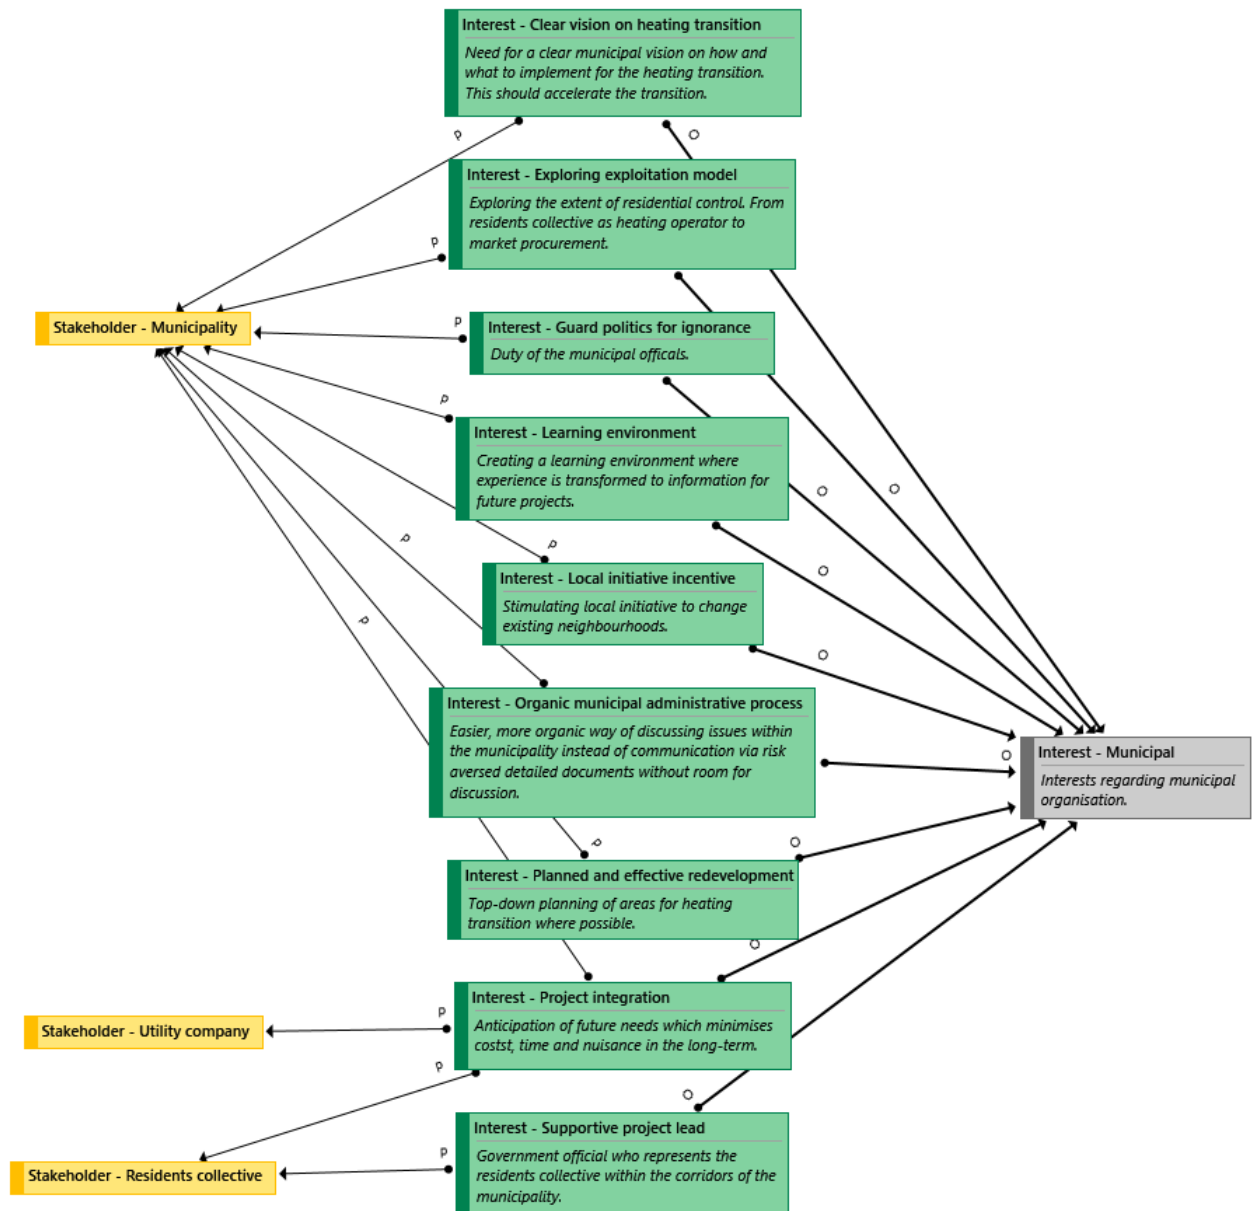 Interest - Clear vision on heating transition
Need for a clear municipal vision on how and
what to implement for the heating transition.
This should accelerate the transition.
p
O
Interest - Exploring exploitation model
Exploring the extent of residential control. From
residents collective as heating operator to
market procurement.
p
Stakeholder - Municipality
p
Interest - Guard politics for ignorance
Duty of the municipal officals.
p
Interest - Learning environment
Creating a learning environment where
experience is transformed to information for
future projects.
O
O
p
p
O
Interest - Local initiative incentive
Stimulating local initiative to change
existing neighbourhoods.
p
O
Interest - Organic municipal administrative process
Easier, more organic way of discussing issues within
the municipality instead of communication via risk
aversed detailed documents without room for
discussion.
O
Interest - Municipal
Interests regarding municipal
organisation.
p
O
Interest - Planned and effective redevelopment
Top-down planning of areas for heating
transition where possible.
O
Interest - Project integration
Anticipation of future needs which minimises
costst, time and nuisance in the long-term.
p
Stakeholder - Utility company
p
O
Interest - Supportive project lead
Government official who represents the
residents collective within the corridors of the
municipality.
p
Stakeholder - Residents collective